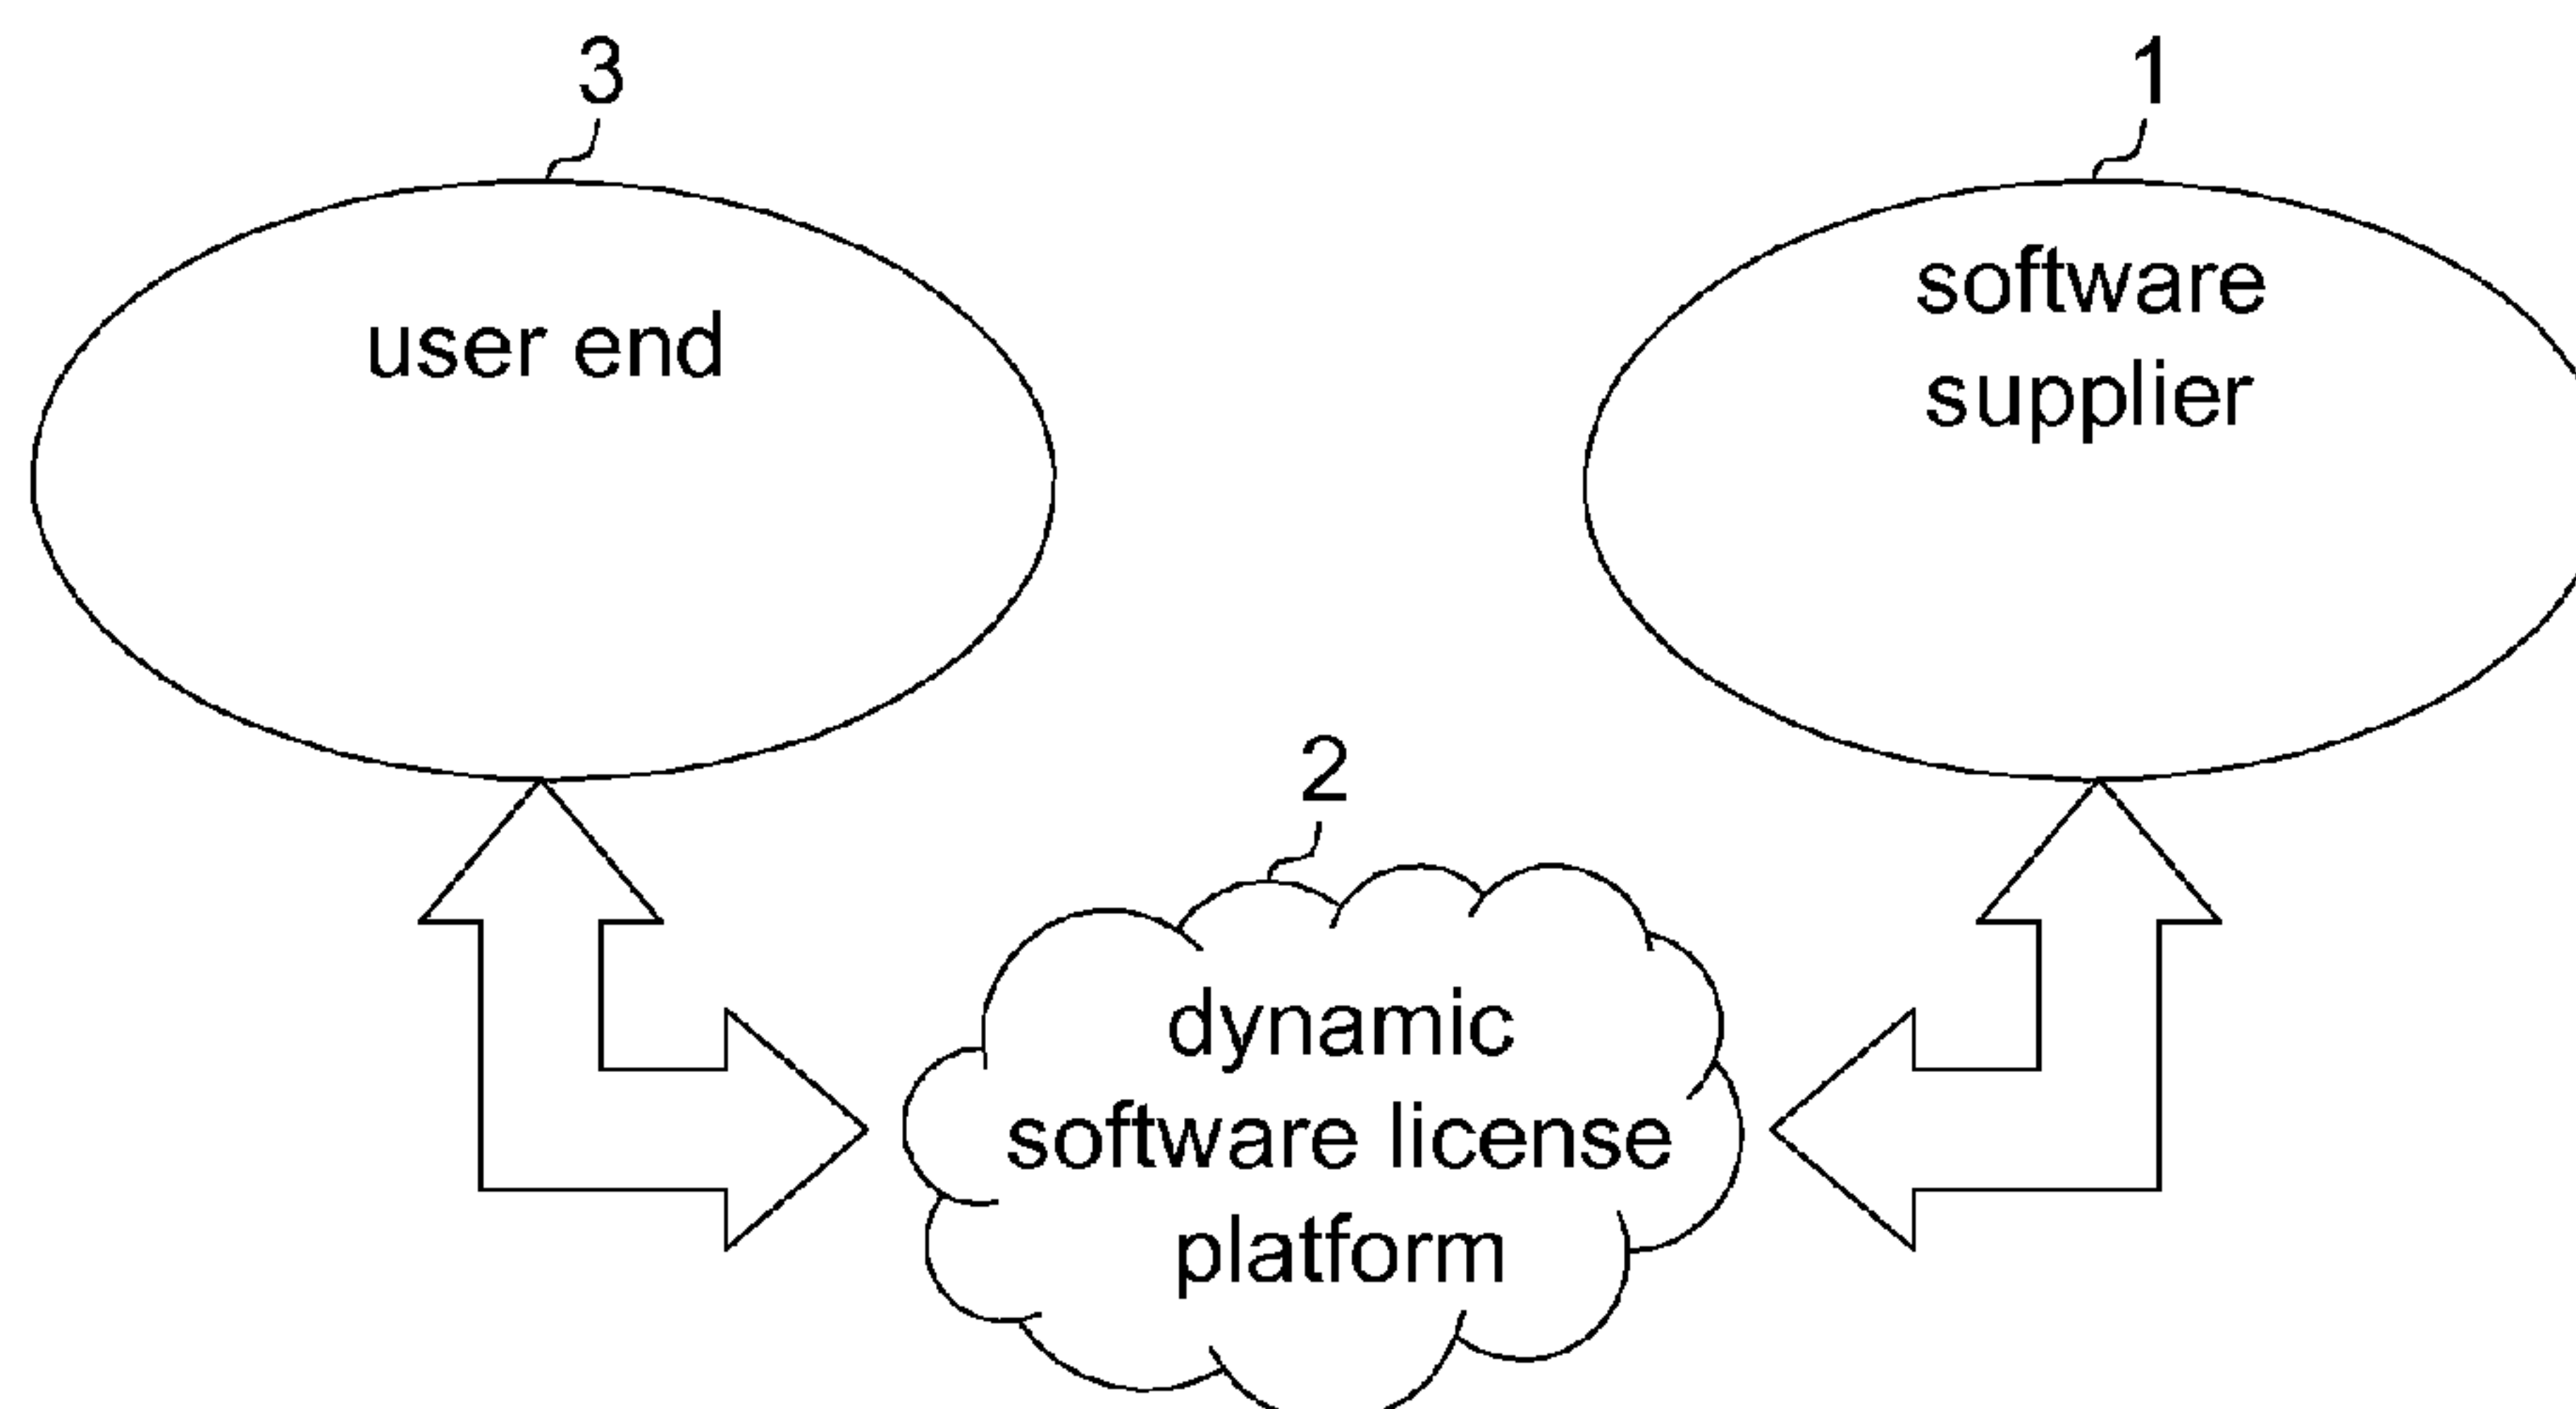 3
1
user end
software
supplier
2
dynamic
software license
platform